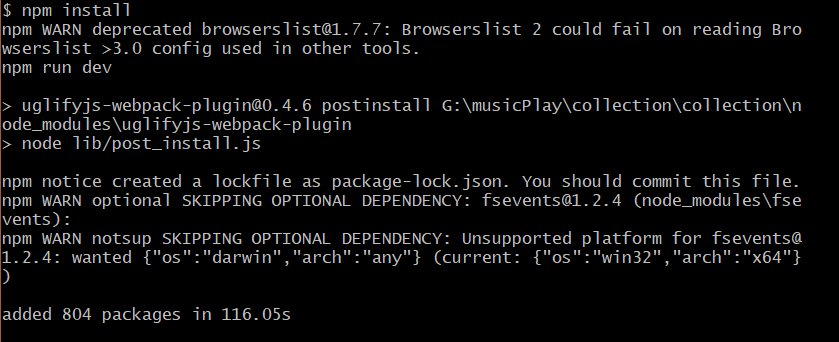 $ npm install
npm WARN deprecated browserslist@1.7.7: Browserslist 2 could fail on reading Bro
wserslist >3.0 config used in other tools.
npm run dev
> uglifyjs-webpack-plugin@0.4.6 postinstall G:\musicPlay\collection\collection\n
ode_modules\uglifyjs-webpack-plugin
> node lib/post_install.js
npm notice created a lockfile as package-lock.json. You should commit this file.
npm WARN optional SKIPPING OPTIONAL DEPENDENCY: fsevents@1.2.4 (node_modules\fse
vents):
npm WARN notsup SKIPPING OPTIONAL DEPENDENCY: Unsupported platform for fsevents@
1.2.4: wanted {"os":"darwin","arch":"any"} (current: {"os":"win32","arch":"x64"}
)
added 804 packages in 116.05s